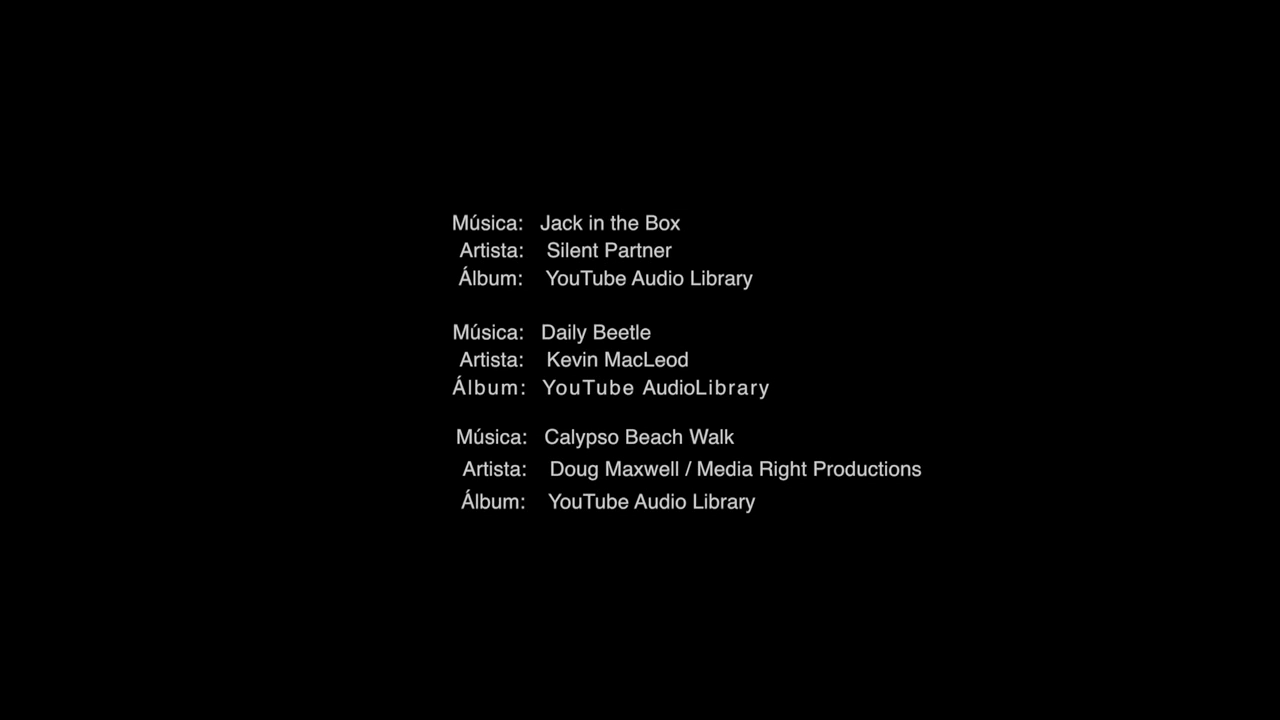 Música: Jack in the Box
Artista: Silent Partner
Álbum: YouTube Audio Library
Música: Daily Beetle
Artista: Kevin MacLeod
Álbum: YouTube AudioLibrary
Música: Calypso Beach Walk
Artista: Doug Maxwell / Media Right Productions
Álbum: YouTube Audio Library